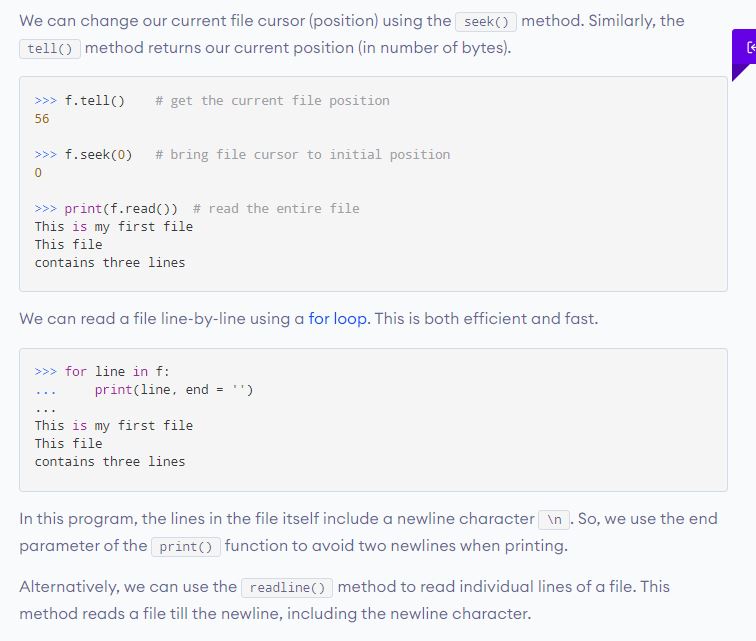 We can change our current file cursor (position) using the seek() method. Similarly, the
tell() method returns our current position (in number of bytes).
>>> f.tell()    # get the current file position
56
>>> f.seek(0)   # bring file cursor to initial position
0
>>> print(f.read())  # read the entire file
This is my first file
This file
contains three lines
We can read a file line-by-line using a for loop. This is both efficient and fast.
>>> for line in f:
...     print(line, end = '')
...
This is my first file
This file
contains three lines
In this program, the lines in the file itself include a newline character \n. So, we use the end
parameter of the print() function to avoid two newlines when printing.
Alternatively, we can use the readline() method to read individual lines of a file. This
method reads a file till the newline, including the newline character.